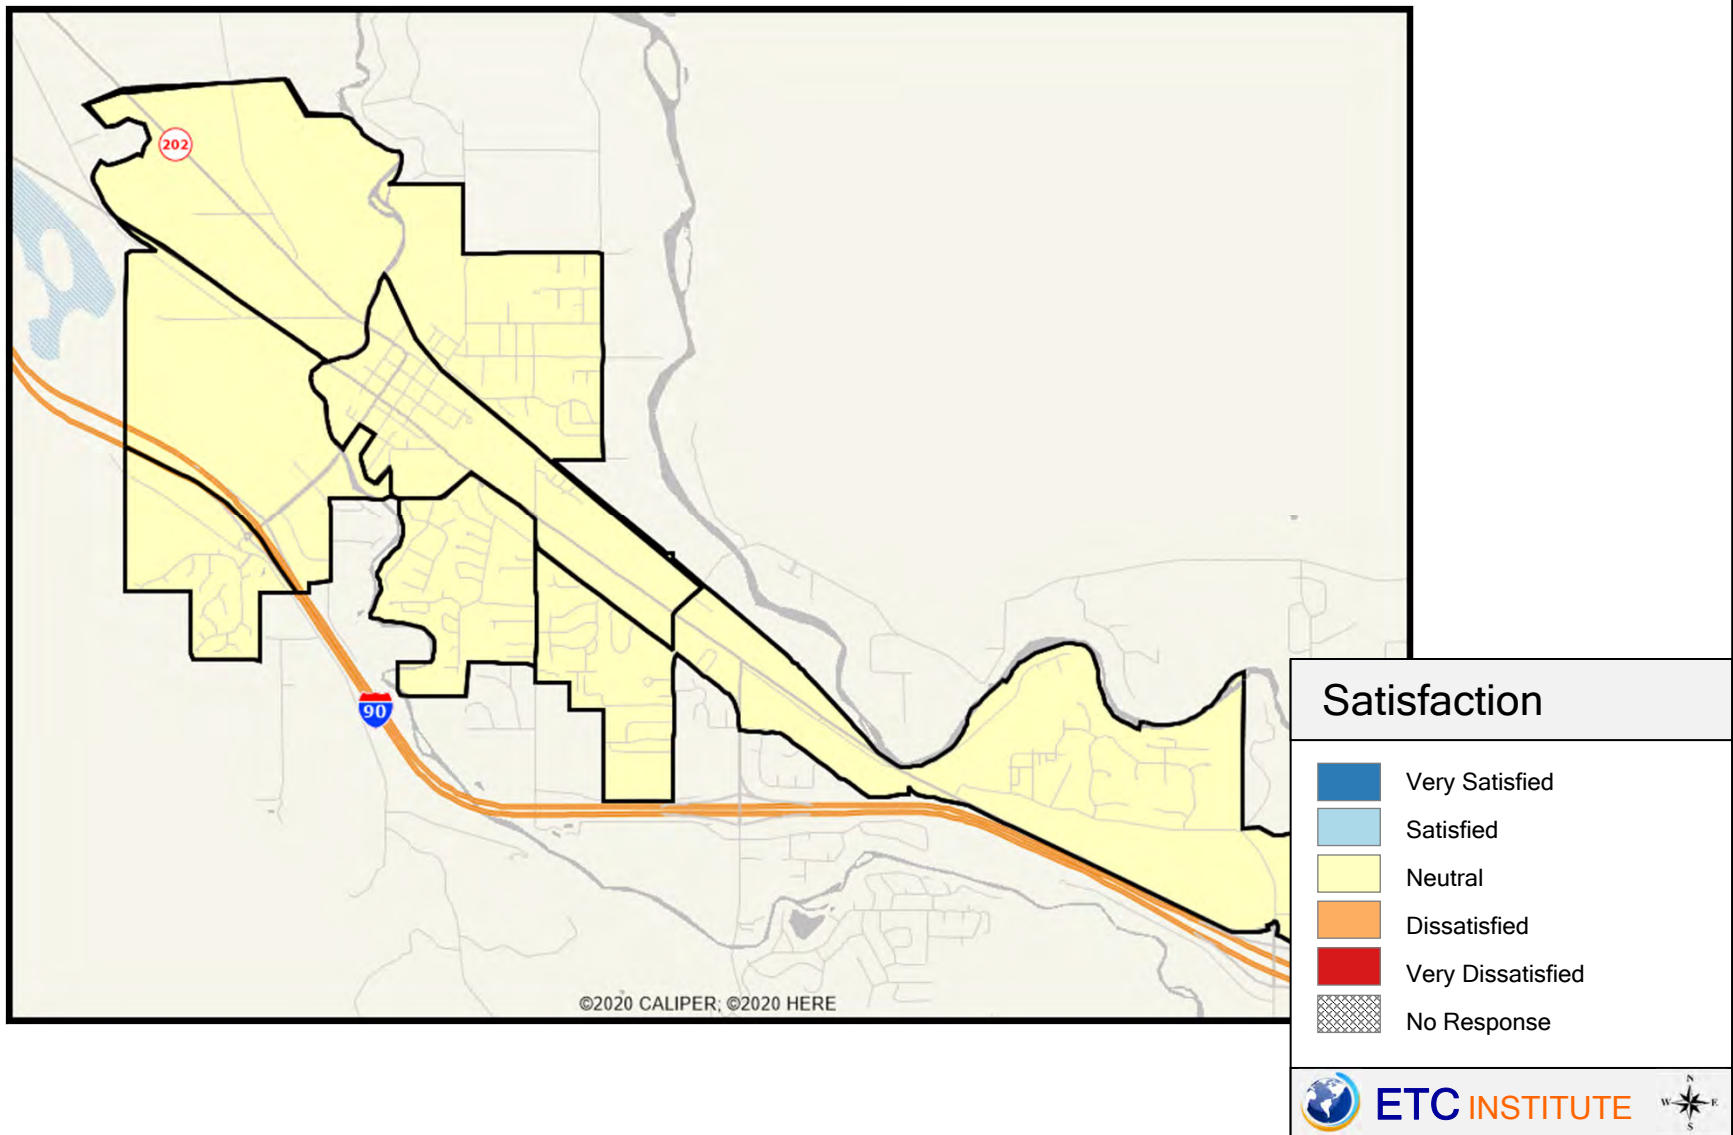 202
90
©2020 CALIPER; ©2020 HERE
Satisfaction
Very Satisfied
Satisfied
Neutral
Dissatisfied
Very Dissatisfied
No Response
ETC INSTITUTE
N
W E
S